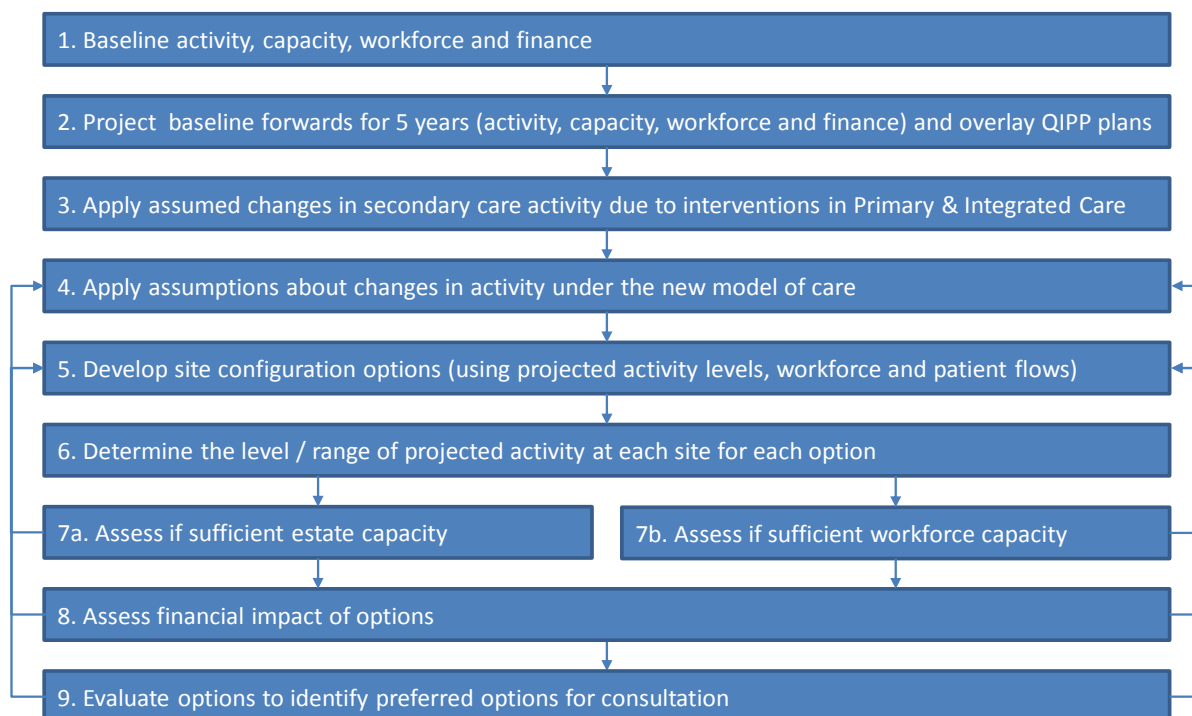 1. Baseline activity, capacity, workforce and finance
2. Project  baseline forwards for 5 years (activity, capacity, workforce and finance) and overlay QIPP plans
3. Apply assumed changes in secondary care activity due to interventions in Primary & Integrated Care
4. Apply assumptions about changes in activity under the new model of care
5. Develop site configuration options (using projected activity levels, workforce and patient flows)
6. Determine the level / range of projected activity at each site for each option
7a. Assess if sufficient estate capacity
7b. Assess if sufficient workforce capacity
8. Assess financial impact of options
9. Evaluate options to identify preferred options for consultation